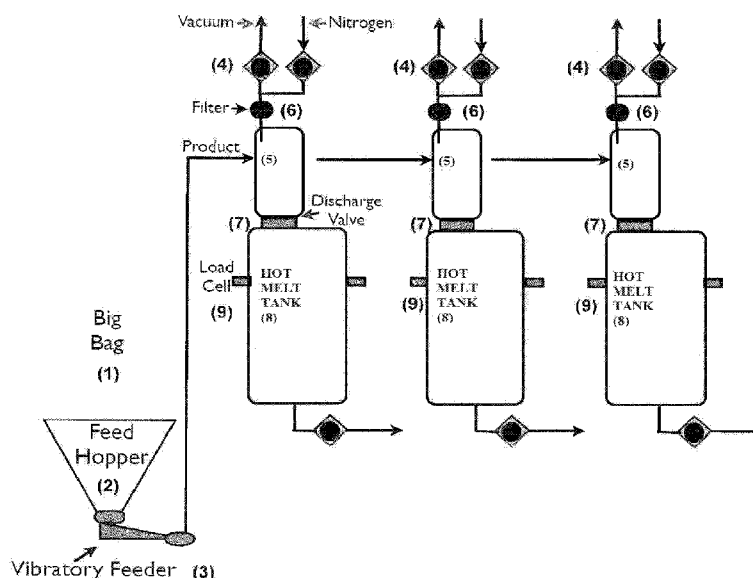 Vacuum
Nitrogen
(4)
(4)
(4)
Filter
(6)
(6)
(6)
Product
(5)
(5)
(5)
Discharge
Valve
(7)
(7)
(7)
Load
Cell
(9)
HOT
MELT
TANK
(8)
(9)
HOT
MELT
TANK
(8)
(9)
HOT
MELT
TANK
(8)
Big
Bag
(1)
Feed
Hopper
(2)
Vibratory Feeder (3)